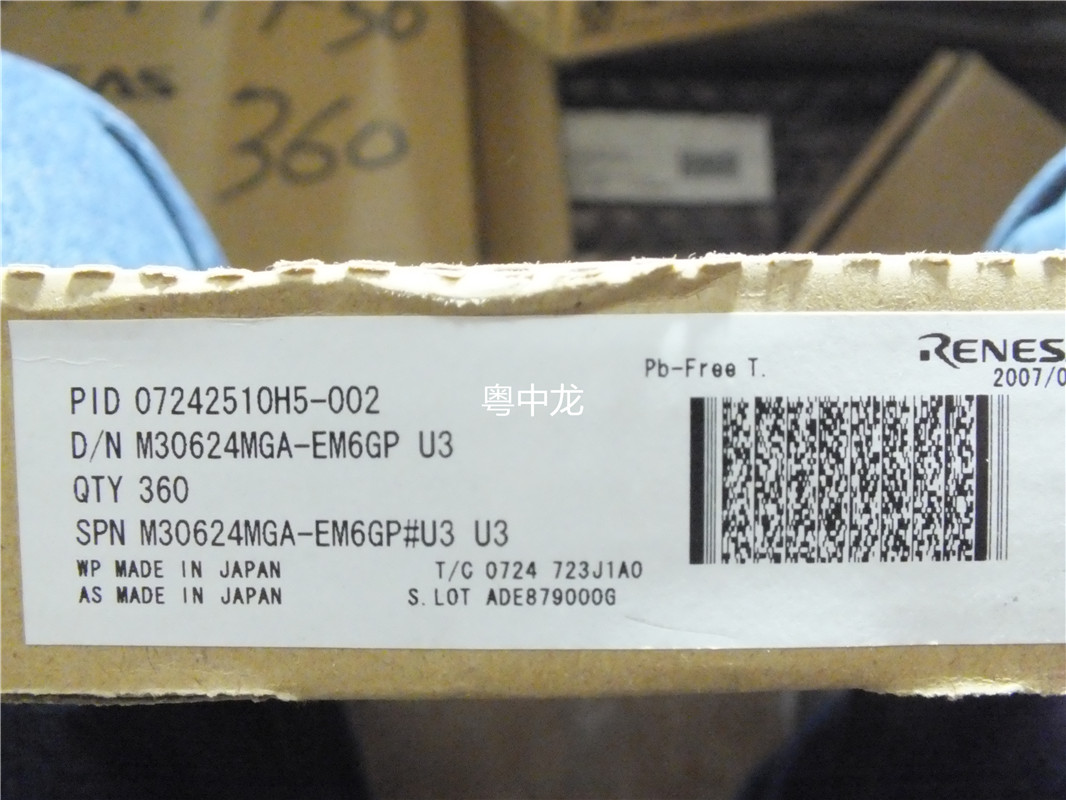 360
Pb-Free T.
RENES
2007/0
PID 07242510H5-002
粤中龙
D/N M30624MGA-EM6GP U3
QTY 360
SPN M30624MGA-EM6GP#U3 U3
WP MADE IN JAPAN T/C 0724 723J1A0
AS MADE IN JAPAN S.LOT ADE879000G